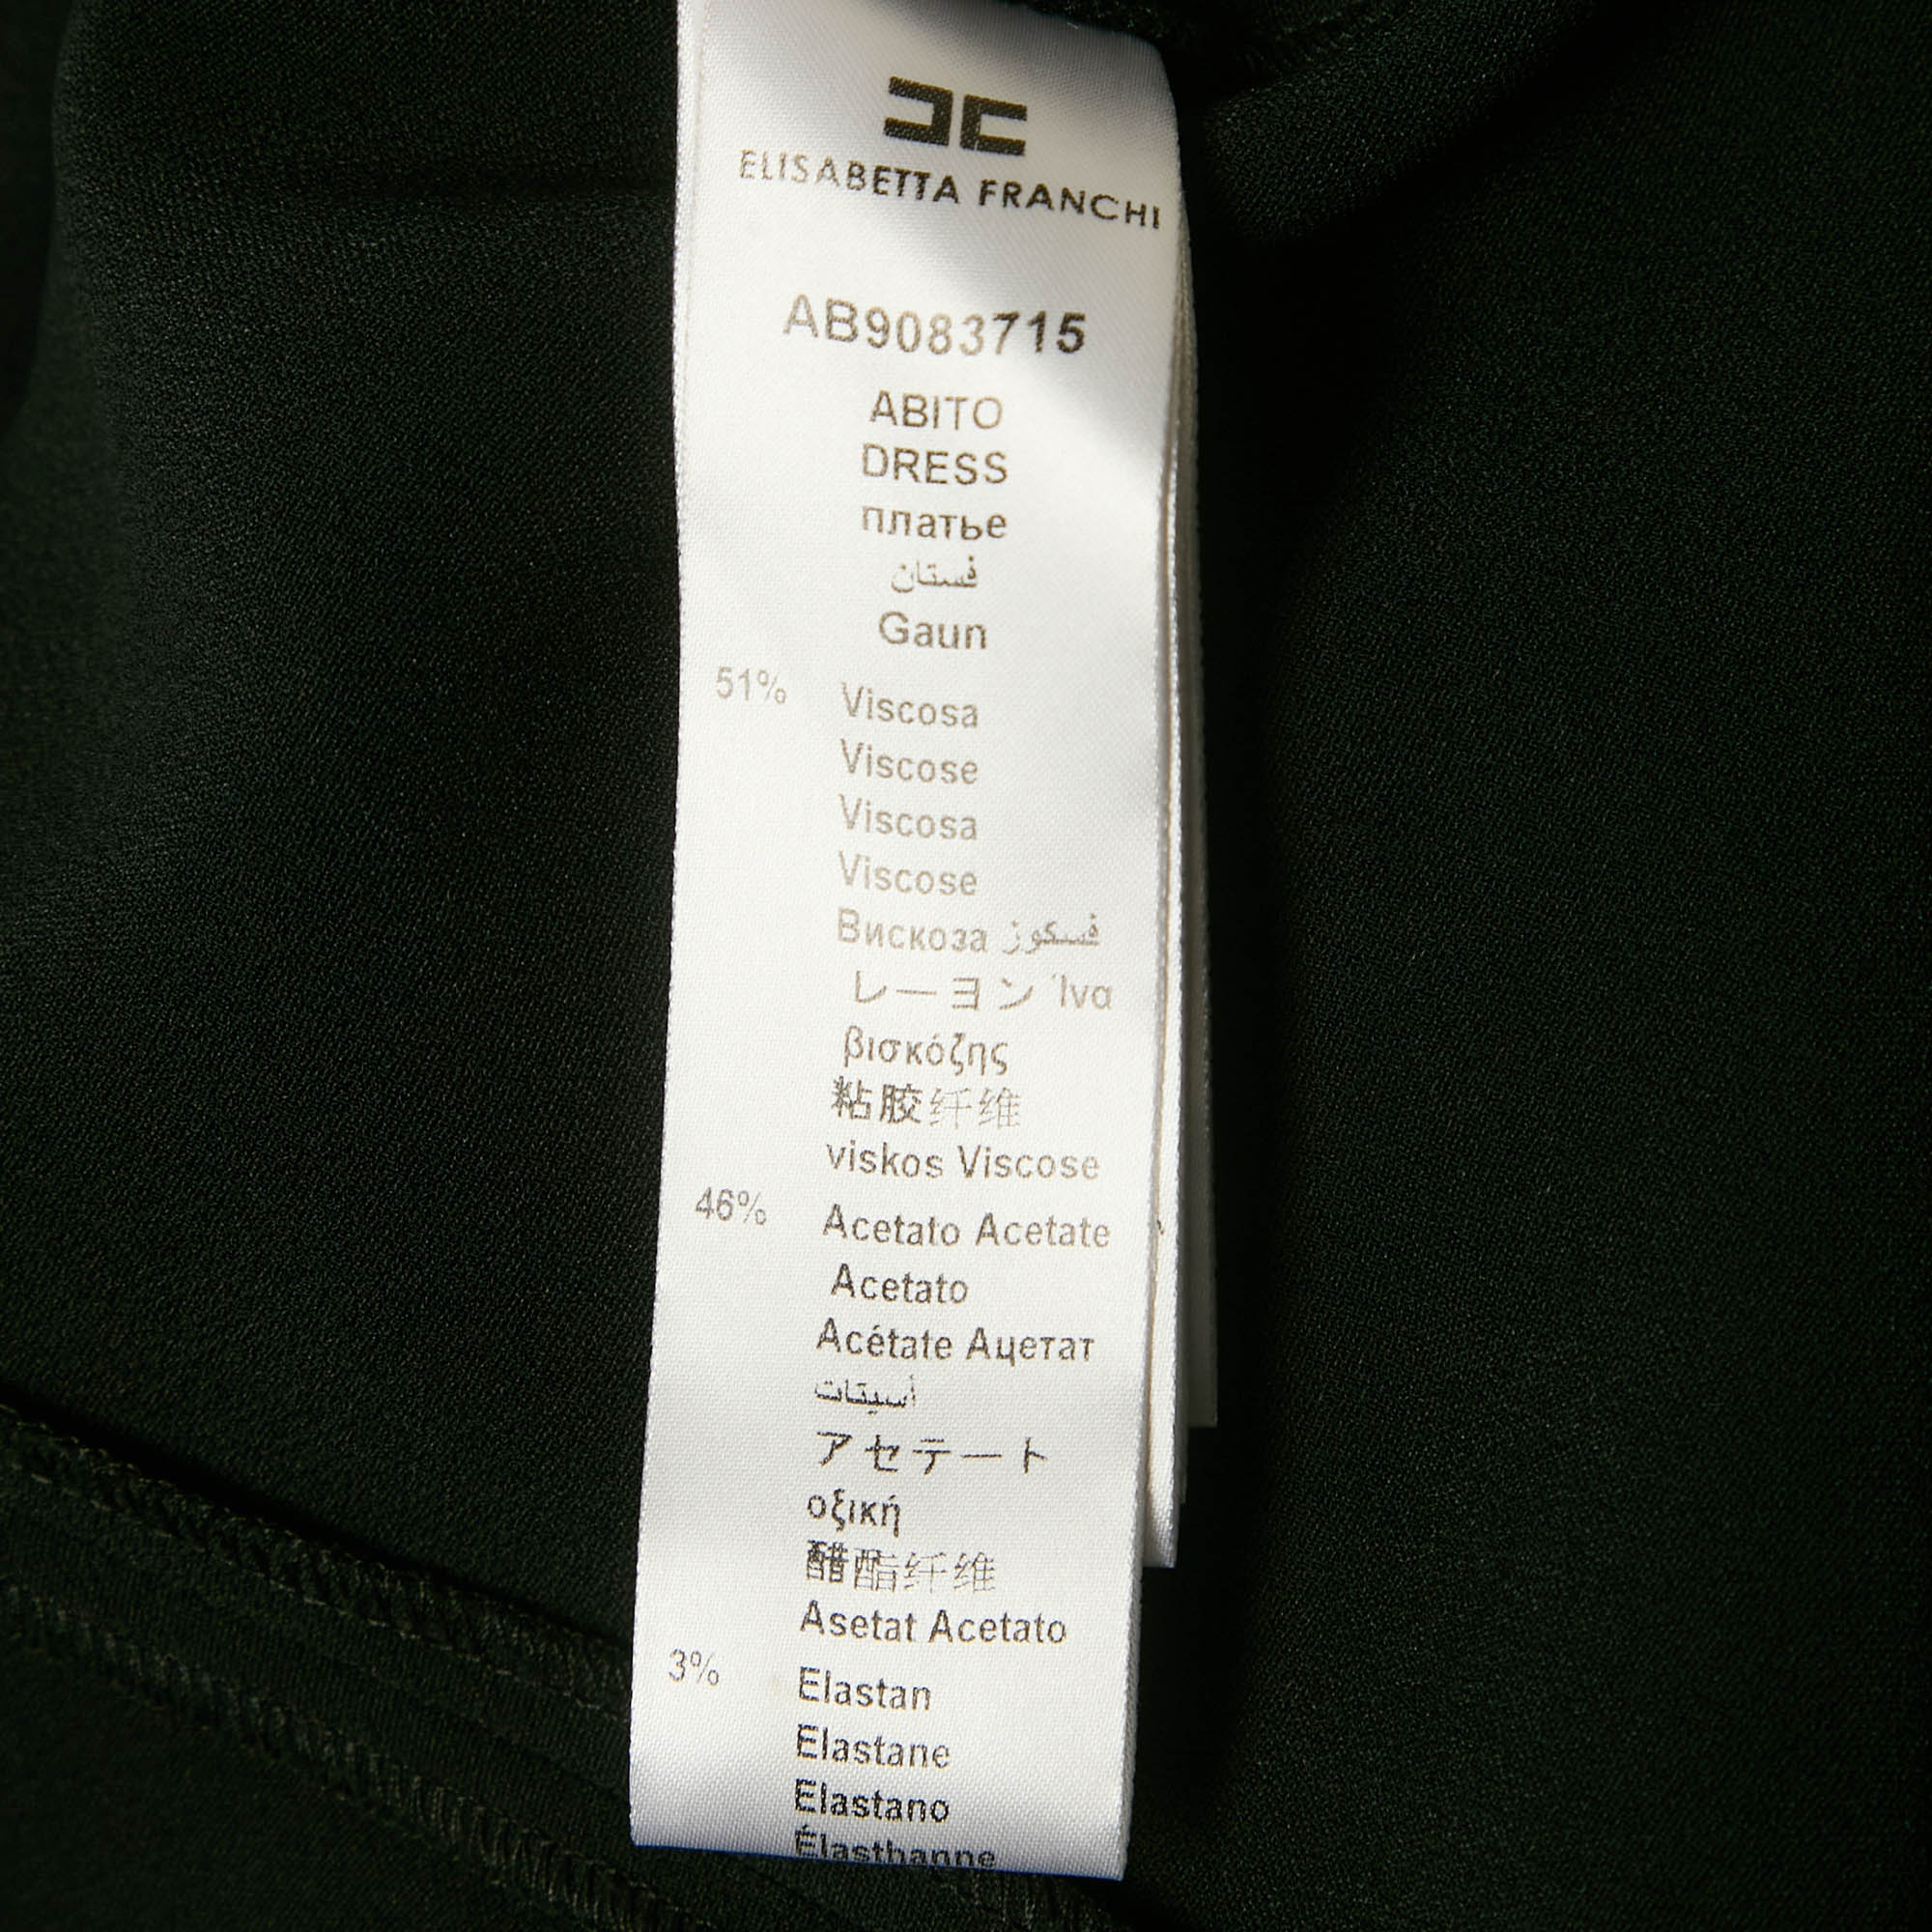 ELISABETTA FRANCHI
AB9083715
ABITO
DRESS
платье
فستان
Gaun
51% Viscosa
Viscose
Viscosa
Viscose
Вискоза فسكوز
レーヨン Ίνα
βισκόζης
粘胶纤维
viskos Viscose
46% Acetato Acetate
Acetato
Acétate Ацетат
أسيتات
アセテート
οξική
醋酯纤维
Asetat Acetato
3% Elastan
Elastane
Elastano
Élasthanne